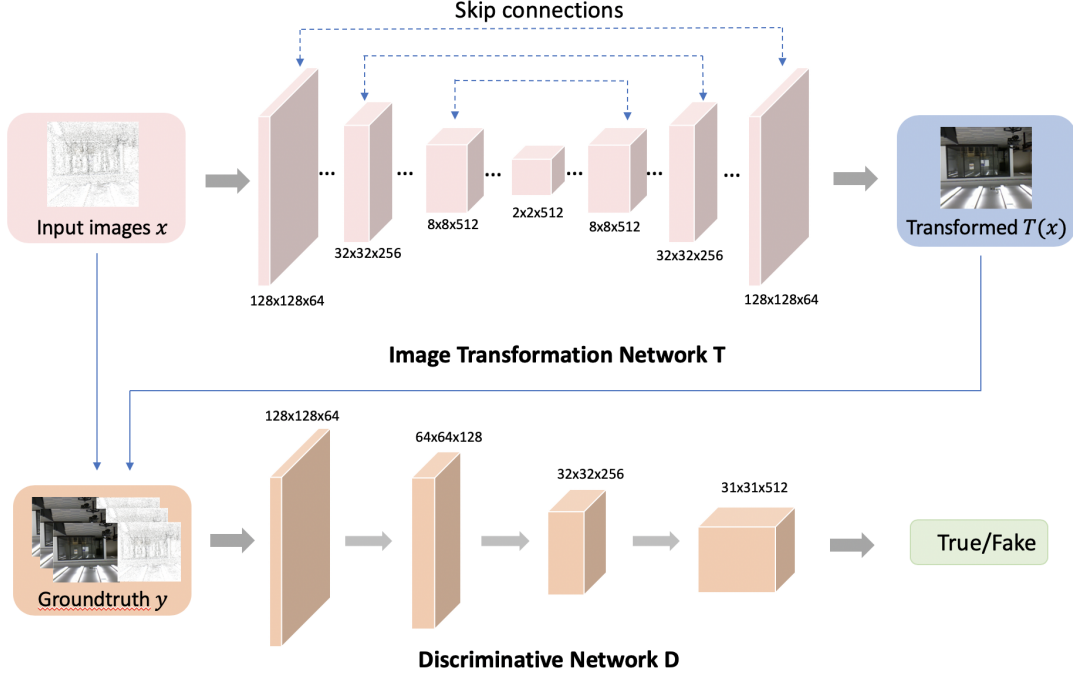 Skip connections
Input images x
128x128x64
...
32x32x256
...
8x8x512
...
2x2x512
...
8x8x512
...
32x32x256
...
128x128x64
Transformed T(x)
Image Transformation Network T
Groundtruth y
128x128x64
64x64x128
32x32x256
31x31x512
True/Fake
Discriminative Network D